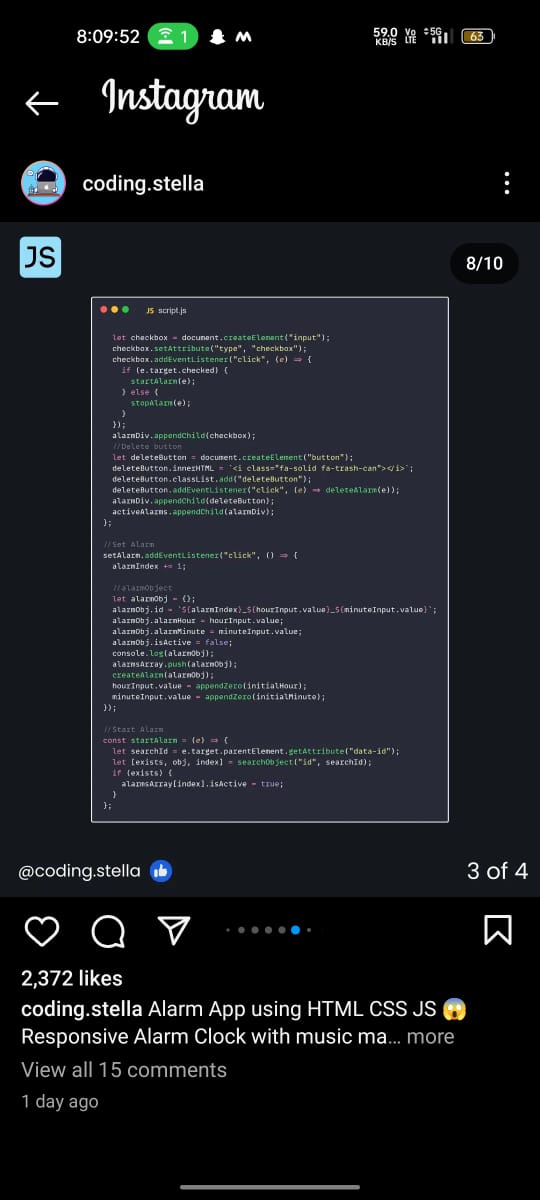 8:09:52 1 59.0 KB/S Vo LTE 5G 63
Instagram
coding.stella
JS 8/10
JS script.js
let checkbox = document.createElement("input");
checkbox.setAttribute("type", "checkbox");
checkbox.addEventListener("click", (e) => {
if (e.target.checked) {
startAlarm(e);
} else {
stopAlarm(e);
}
});
alarmDiv.appendChild(checkbox);
//Delete button
let deleteButton = document.createElement("button");
deleteButton.innerHTML = `<i class="fa-solid fa-trash-can"></i>`;
deleteButton.classList.add("deleteButton");
deleteButton.addEventListener("click", (e) => deleteAlarm(e));
alarmDiv.appendChild(deleteButton);
activeAlarms.appendChild(alarmDiv);
};
//Set Alarm
setAlarm.addEventListener("click", () => {
alarmIndex += 1;
//alarmObject
let alarmObj = {};
alarmObj.id = `${alarmIndex}_${hourInput.value}_${minuteInput.value}`;
alarmObj.alarmHour = hourInput.value;
alarmObj.alarmMinute = minuteInput.value;
alarmObj.isActive = false;
console.log(alarmObj);
alarmsArray.push(alarmObj);
createAlarm(alarmObj);
hourInput.value = appendZero(initialHour);
minuteInput.value = appendZero(initialMinute);
});
//Start Alarm
const startAlarm = (e) => {
let searchId = e.target.parentElement.getAttribute("data-id");
let [exists, obj, index] = searchObject("id", searchId);
if (exists) {
alarmsArray[index].isActive = true;
}
};
@coding.stella 3 of 4
2,372 likes
coding.stella Alarm App using HTML CSS JS 😱
Responsive Alarm Clock with music ma... more
View all 15 comments
1 day ago